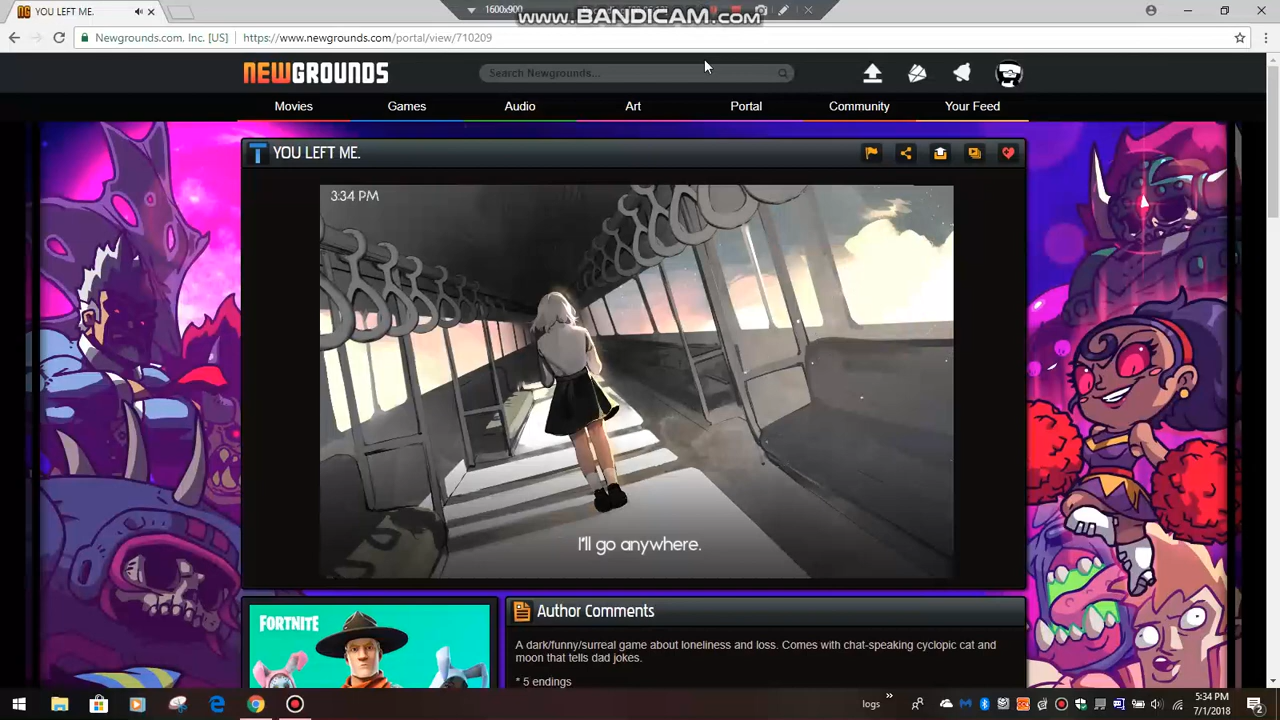 YOU LEFT ME.
1600x900
www.BANDICAM.com
Newgrounds.com. Inc. [US]
https://www.newgrounds.com/portal/view/710209
NEWGROUNDS
Search Newgrounds...
Movies
Games
Audio
Art
Portal
Community
Your Feed
YOU LEFT ME.
3:34 PM
I'll go anywhere.
FORTNITE
Author Comments
A dark/funny/surreal game about loneliness and loss. Comes with chat-speaking cyclopic cat and
moon that tells dad jokes.
* 5 endings
logs
5:34 PM
7/1/2018